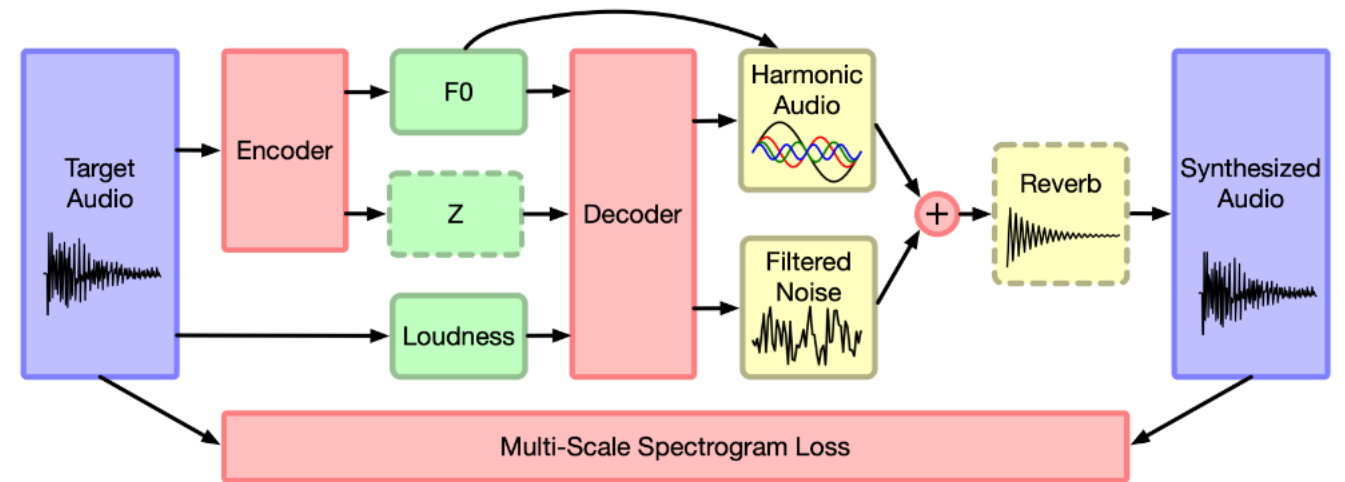 Target
Audio
Encoder
F0
Z
Loudness
Decoder
Harmonic
Audio
Filtered
Noise
+
Reverb
Synthesized
Audio
Multi-Scale Spectrogram Loss